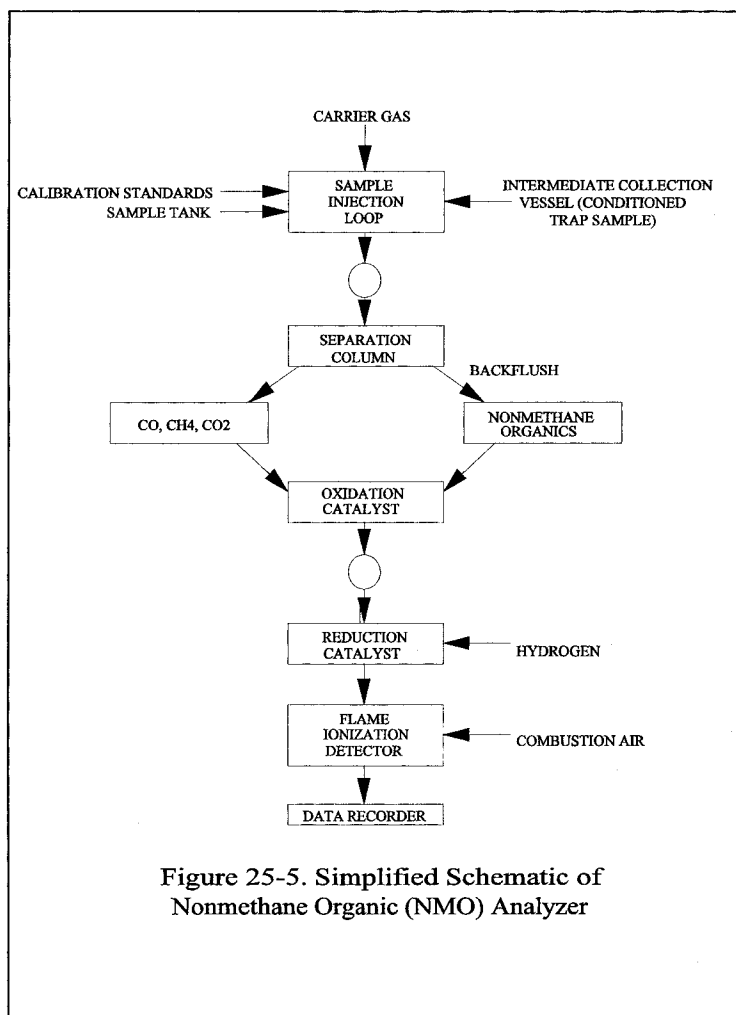 CARRIER GAS
CALIBRATION STANDARDS
SAMPLE TANK
SAMPLE
INJECTION
LOOP
INTERMEDIATE COLLECTION
VESSEL (CONDITIONED
TRAP SAMPLE)
SEPARATION
COLUMN
BACKFLUSH
CO, CH4, CO2
NONMETHANE
ORGANICS
OXIDATION
CATALYST
REDUCTION
CATALYST
HYDROGEN
FLAME
IONIZATION
DETECTOR
COMBUSTION AIR
DATA RECORDER
Figure 25-5. Simplified Schematic of
Nonmethane Organic (NMO) Analyzer